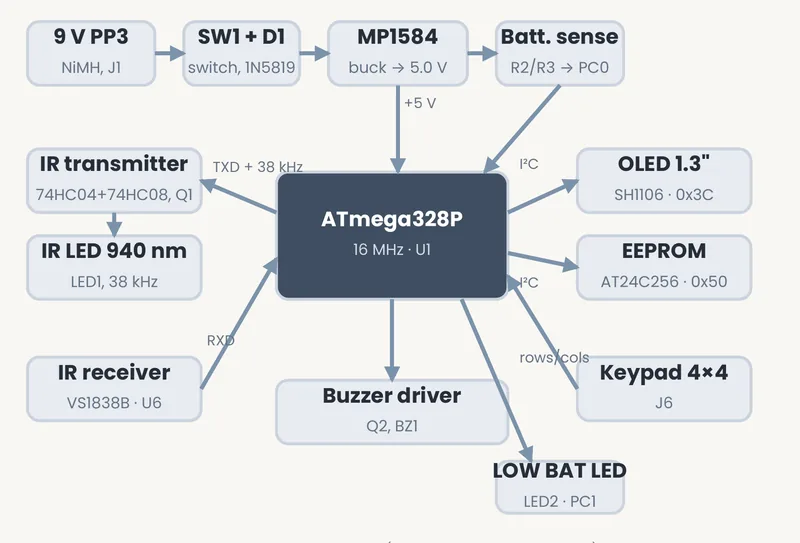 9 V PP3
NiMH, J1
SW1 + D1
switch, 1N5819
MP1584
buck → 5.0 V
Batt. sense
R2/R3 → PC0
+5 V
IR transmitter
74HC04+74HC08, Q1
TXD + 38 kHz
I²C
OLED 1.3"
SH1106 · 0x3C
ATmega328P
16 MHz · U1
IR LED 940 nm
LED1, 38 kHz
EEPROM
AT24C256 · 0x50
I²C
RXD
rows/cols
IR receiver
VS1838B · U6
Keypad 4×4
J6
Buzzer driver
Q2, BZ1
LOW BAT LED
LED2 · PC1